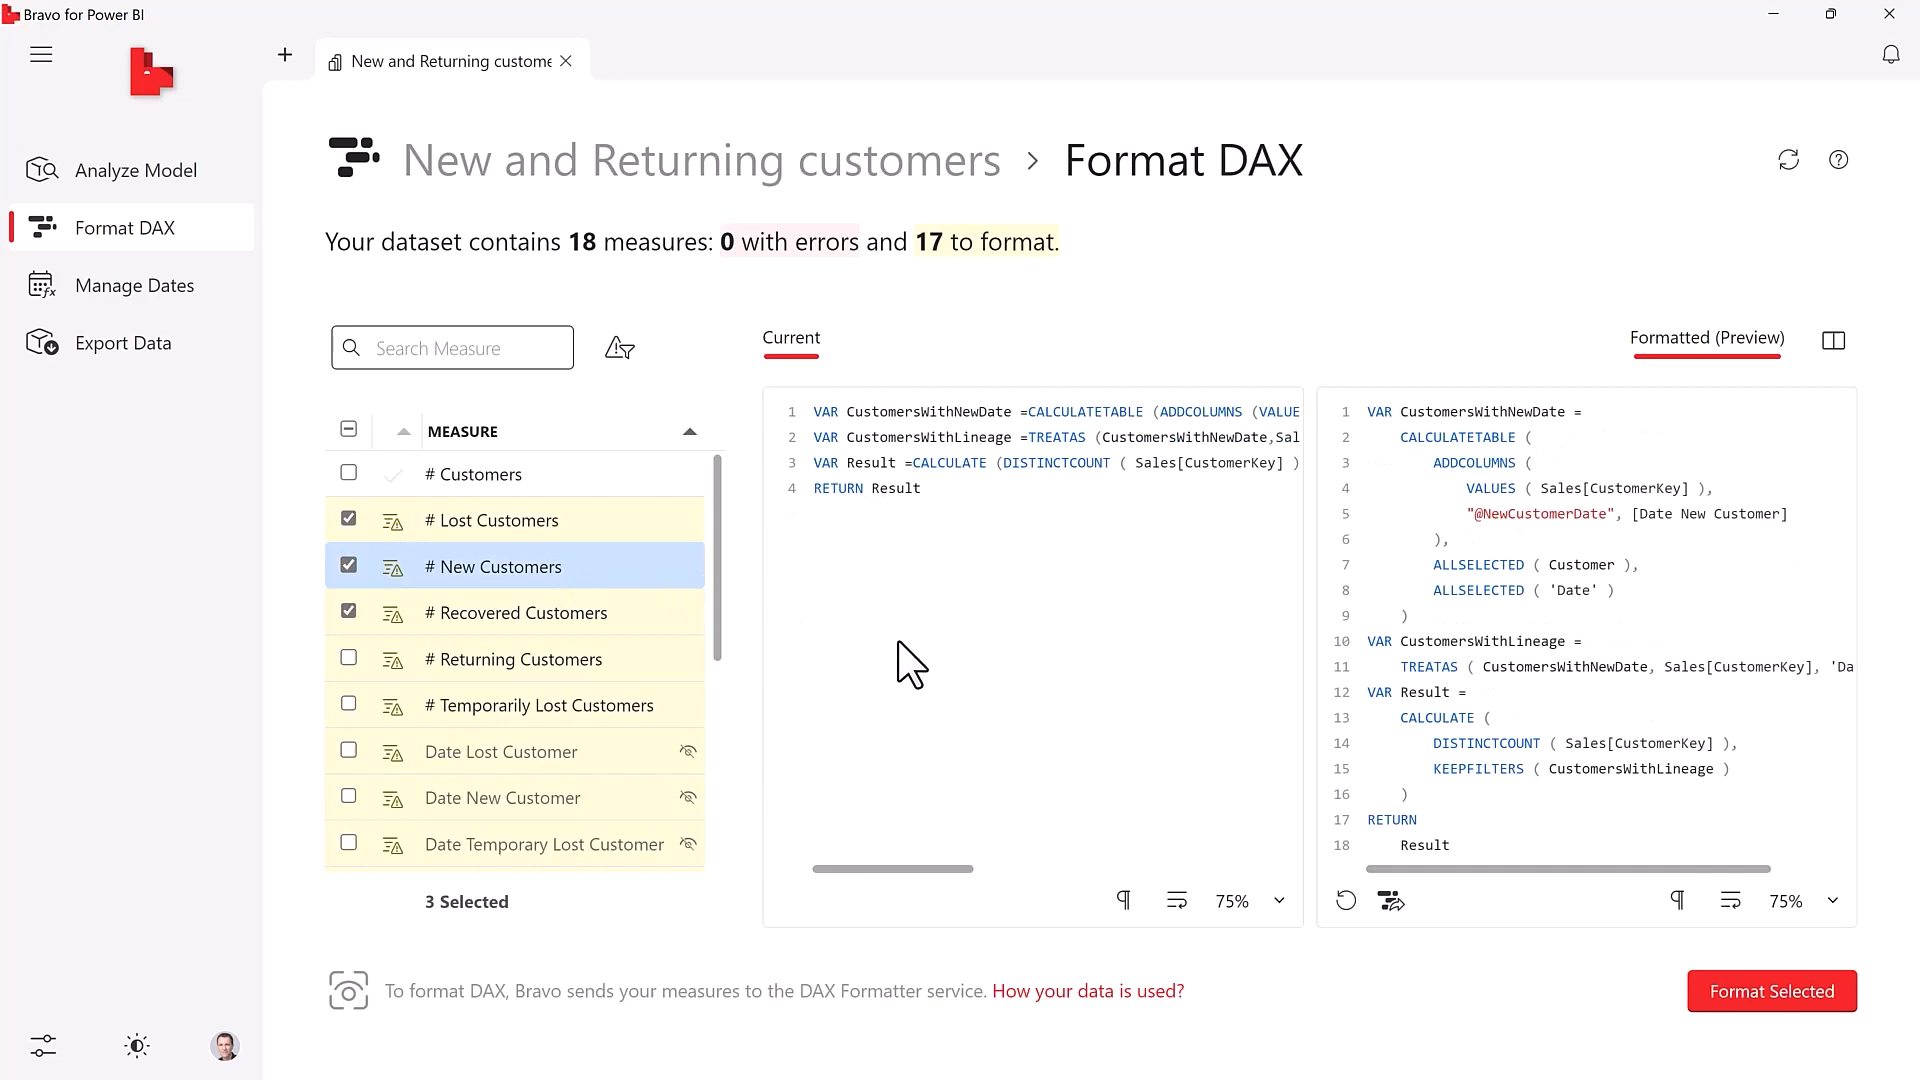 Bravo for Power BI
New and Returning custome
Analyze Model
Format DAX
Manage Dates
Export Data
New and Returning customers > Format DAX
Your dataset contains 18 measures: 0 with errors and 17 to format.
Search Measure
MEASURE
# Customers
# Lost Customers
# New Customers
# Recovered Customers
# Returning Customers
# Temporarily Lost Customers
Date Lost Customer
Date New Customer
Date Temporary Lost Customer
3 Selected
Current
1 VAR CustomersWithNewDate =CALCULATETABLE (ADDCOLUMNS (VALUE
2 VAR CustomersWithLineage =TREATAS (CustomersWithNewDate,Sal
3 VAR Result =CALCULATE (DISTINCTCOUNT ( Sales[CustomerKey] )
4 RETURN Result
75%
Formatted (Preview)
1 VAR CustomersWithNewDate =
2 CALCULATETABLE (
3 ADDCOLUMNS (
4 VALUES ( Sales[CustomerKey] ),
5 "@NewCustomerDate", [Date New Customer]
6 ),
7 ALLSELECTED ( Customer ),
8 ALLSELECTED ( 'Date' )
9 )
10 VAR CustomersWithLineage =
11 TREATAS ( CustomersWithNewDate, Sales[CustomerKey], 'Da
12 VAR Result =
13 CALCULATE (
14 DISTINCTCOUNT ( Sales[CustomerKey] ),
15 KEEPFILTERS ( CustomersWithLineage )
16 )
17 RETURN
18 Result
75%
To format DAX, Bravo sends your measures to the DAX Formatter service. How your data is used?
Format Selected